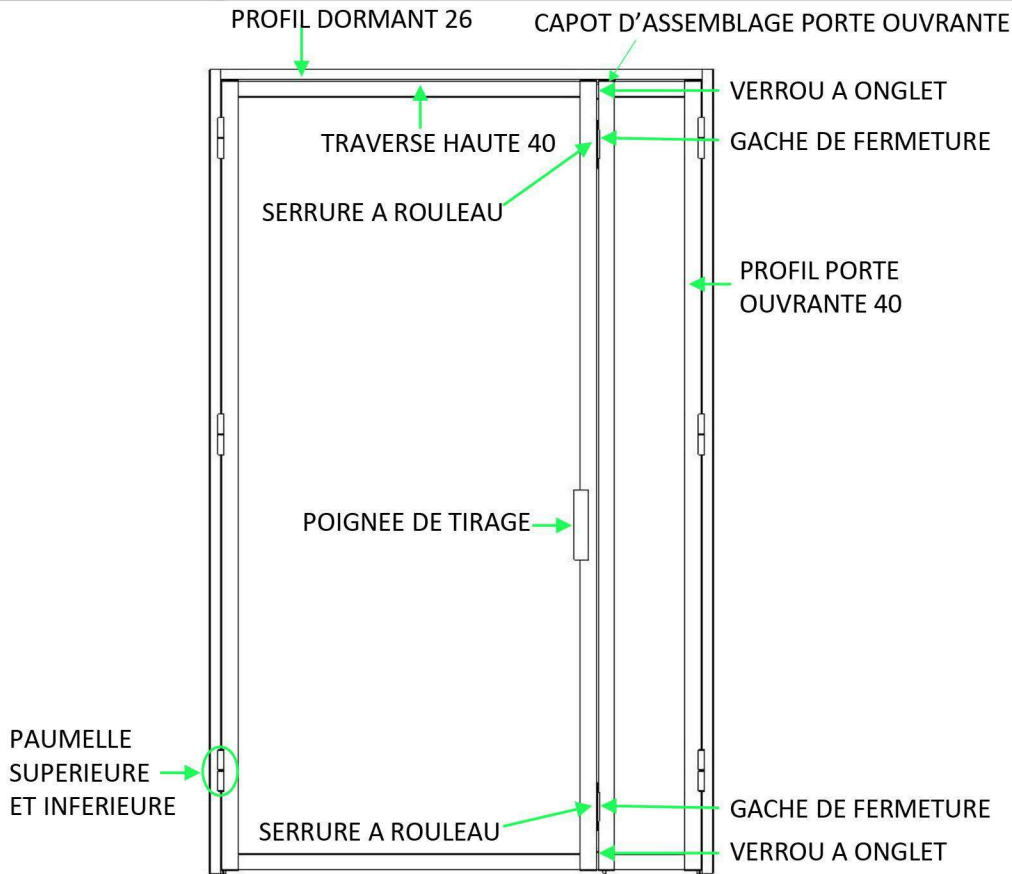 PROFIL DORMANT 26
CAPOT D'ASSEMBLAGE PORTE OUVRANTE
VERROU A ONGLET
TRAVERSE HAUTE 40
GACHE DE FERMETURE
SERRURE A ROULEAU
PROFIL PORTE
OUVRANTE 40
POIGNEE DE TIRAGE
PAUMELLE
SUPERIEURE
ET INFERIEURE
GACHE DE FERMETURE
SERRURE A ROULEAU
VERROU A ONGLET